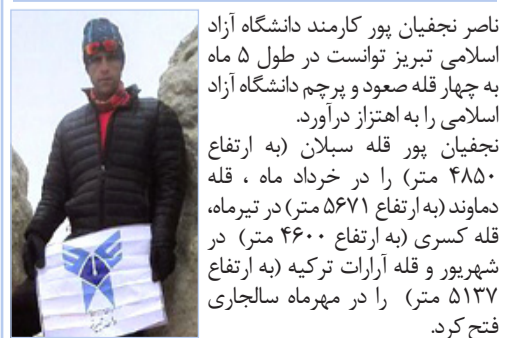 ناصر نجفیان پور کارمند دانشگاه آزاد
اسلامی تبریز توانست در طول ۵ ماه
به چهار قله صعود و پرچم دانشگاه آزاد
اسلامی را به اهتزاز درآورد.
نجفیان پور قله سبلان (به ارتفاع
۴۸۵۰ متر) را در خرداد ماه ، قله
دماوند (به ارتفاع ۵۶۷۱ متر) در تیرماه،
قله کسری (به ارتفاع ۴۶۰۰ متر) در
شهریور و قله آرارات ترکیه (به ارتفاع
۵۱۳۷ متر) را در مهرماه سالجاری
فتح کرد.